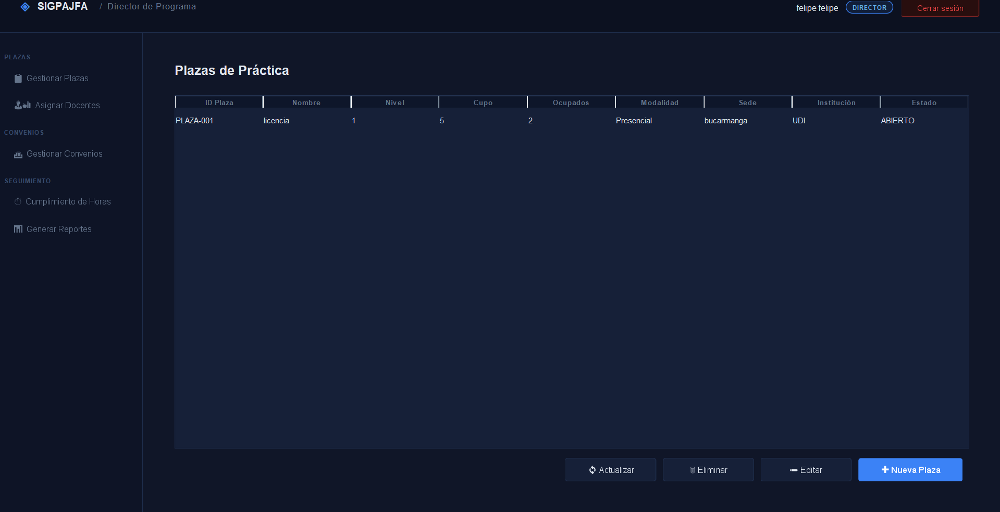 SIGPAJFA / Director de Programa felipe felipe DIRECTOR Cerrar sesión
PLAZAS
Gestionar Plazas
Asignar Docentes
CONVENIOS
Gestionar Convenios
SEGUIMIENTO
Cumplimiento de Horas
Generar Reportes
Plazas de Práctica
ID Plaza Nombre Nivel Cupo Ocupados Modalidad Sede Institución Estado
PLAZA-001 licencia 1 5 2 Presencial bucarmanga UDI ABIERTO
Actualizar Eliminar Editar Nueva Plaza